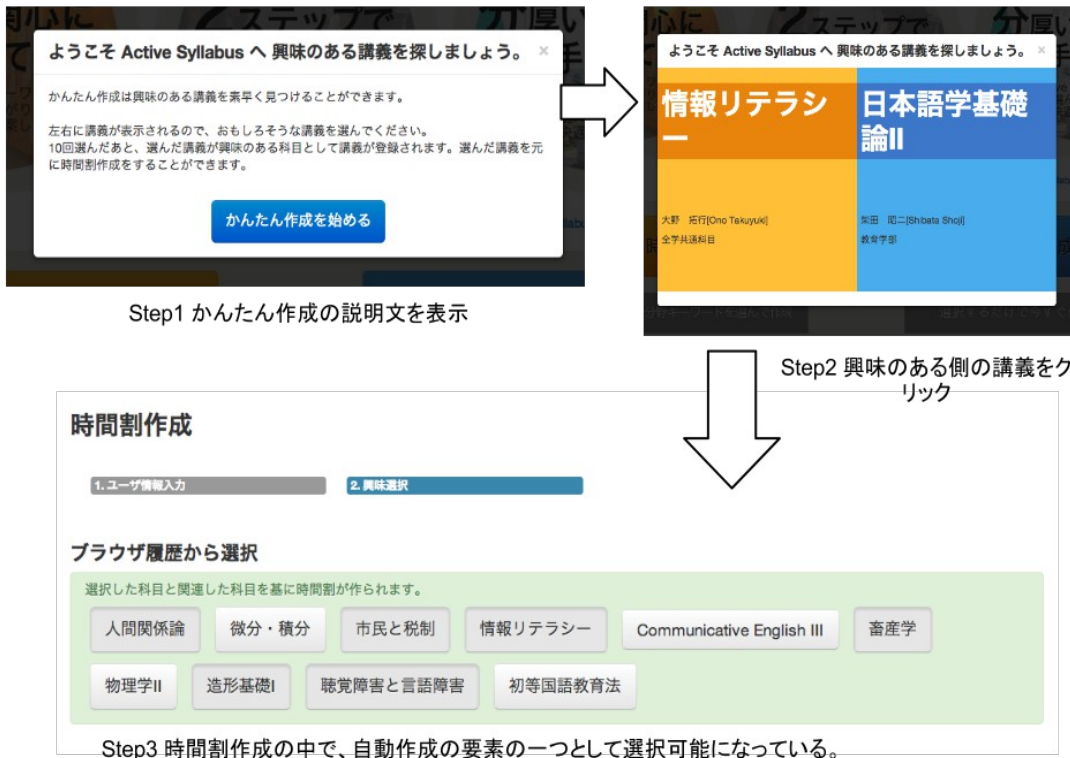 ようこそ Active Syllabus へ 興味のある講義を探しましょう。 ×
かんたん作成は興味のある講義を素早く見つけることができます。
左右に講義が表示されるので、おもしろそうな講義を選んでください。
10回選んだあと、選んだ講義が興味のある科目として講義が登録されます。選んだ講義を元
に時間割作成をすることができます。
かんたん作成を始める
Step1 かんたん作成の説明文を表示
ようこそ Active Syllabus へ 興味のある講義を探しましょう。 ×
情報リテラシ
ー
大野 拓行[Ono Takuyuki]
全学共通科目
日本語学基礎
論II
柴田 昭二[Shibata Shoji]
教育学部
Step2 興味のある側の講義をク
リック
時間割作成
1. ユーザ情報入力
2. 興味選択
ブラウザ履歴から選択
選択した科目と関連した科目を基に時間割が作られます。
人間関係論 微分・積分 市民と税制 情報リテラシー Communicative English III 畜産学
物理学II 造形基礎I 聴覚障害と言語障害 初等国語教育法
Step3 時間割作成の中で、自動作成の要素の一つとして選択可能になっている。